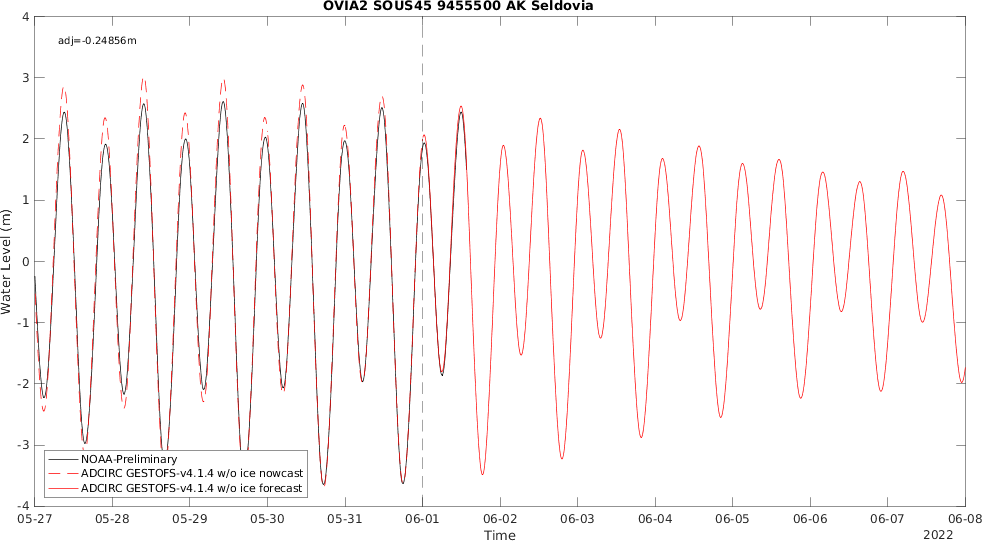 OVIA2 SOUS45 9455500 AK Seldovia
adj=-0.24856m
Water Level (m)
4
3
2
1
0
-1
-2
-3
-4
NOAA-Preliminary
ADCIRC GESTOFS-v4.1.4 w/o ice nowcast
ADCIRC GESTOFS-v4.1.4 w/o ice forecast
05-27 05-28 05-29 05-30 05-31 06-01 06-02 06-03 06-04 06-05 06-06 06-07 06-08
Time
2022